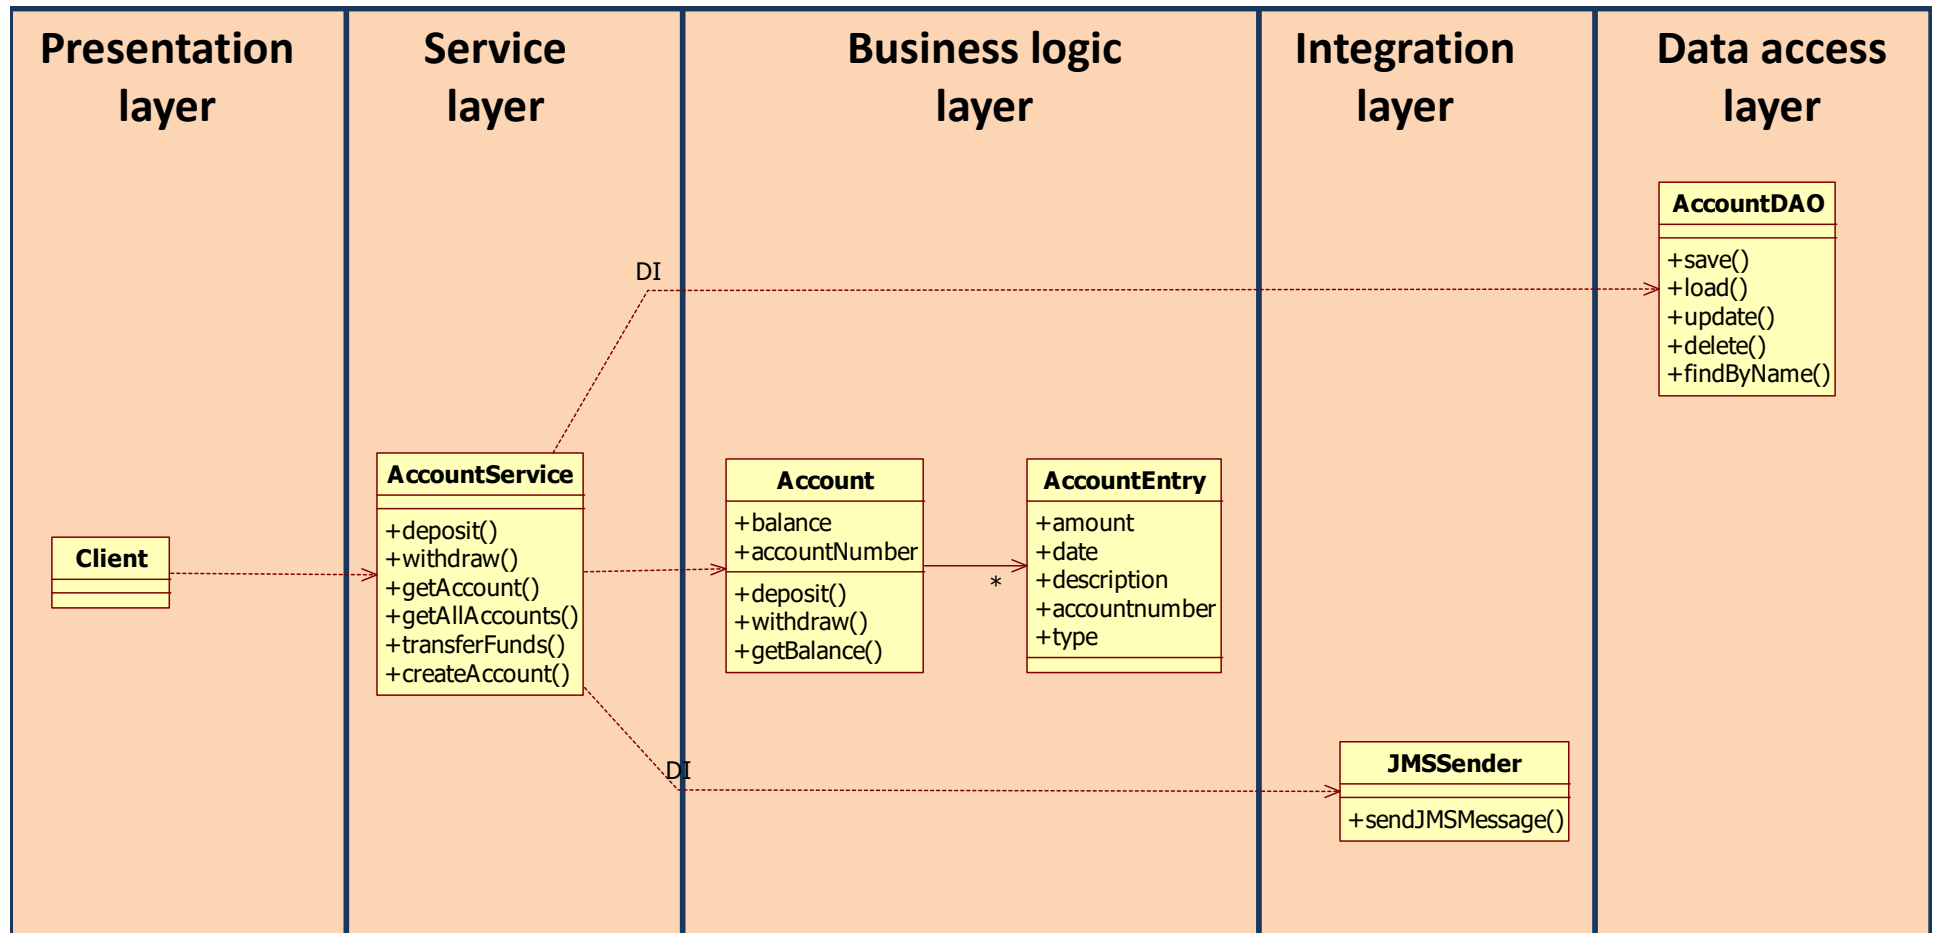 Presentation
layer
Service
layer
Business logic
layer
Integration
layer
Data access
layer
AccountDAO
+save()
+load()
+update()
+delete()
+findByName()
DI
AccountService
+deposit()
+withdraw()
+getAccount()
+getAllAccounts()
+transferFunds()
+createAccount()
Account
+balance
+accountNumber
+deposit()
+withdraw()
+getBalance()
*
AccountEntry
+amount
+date
+description
+accountnumber
+type
Client
DI
JMSSender
+sendJMSMessage()